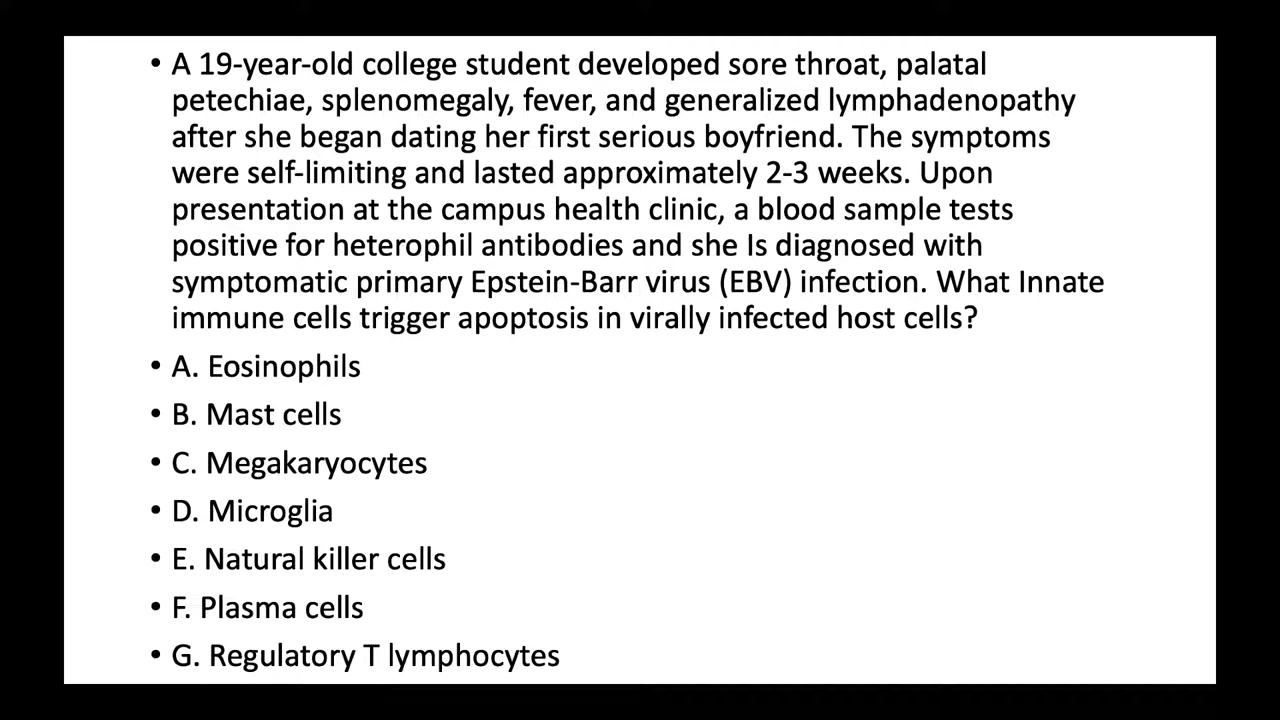 • A 19-year-old college student developed sore throat, palatal
petechiae, splenomegaly, fever, and generalized lymphadenopathy
after she began dating her first serious boyfriend. The symptoms
were self-limiting and lasted approximately 2-3 weeks. Upon
presentation at the campus health clinic, a blood sample tests
positive for heterophil antibodies and she Is diagnosed with
symptomatic primary Epstein-Barr virus (EBV) infection. What Innate
immune cells trigger apoptosis in virally infected host cells?
• A. Eosinophils
• B. Mast cells
• C. Megakaryocytes
• D. Microglia
• E. Natural killer cells
• F. Plasma cells
• G. Regulatory T lymphocytes